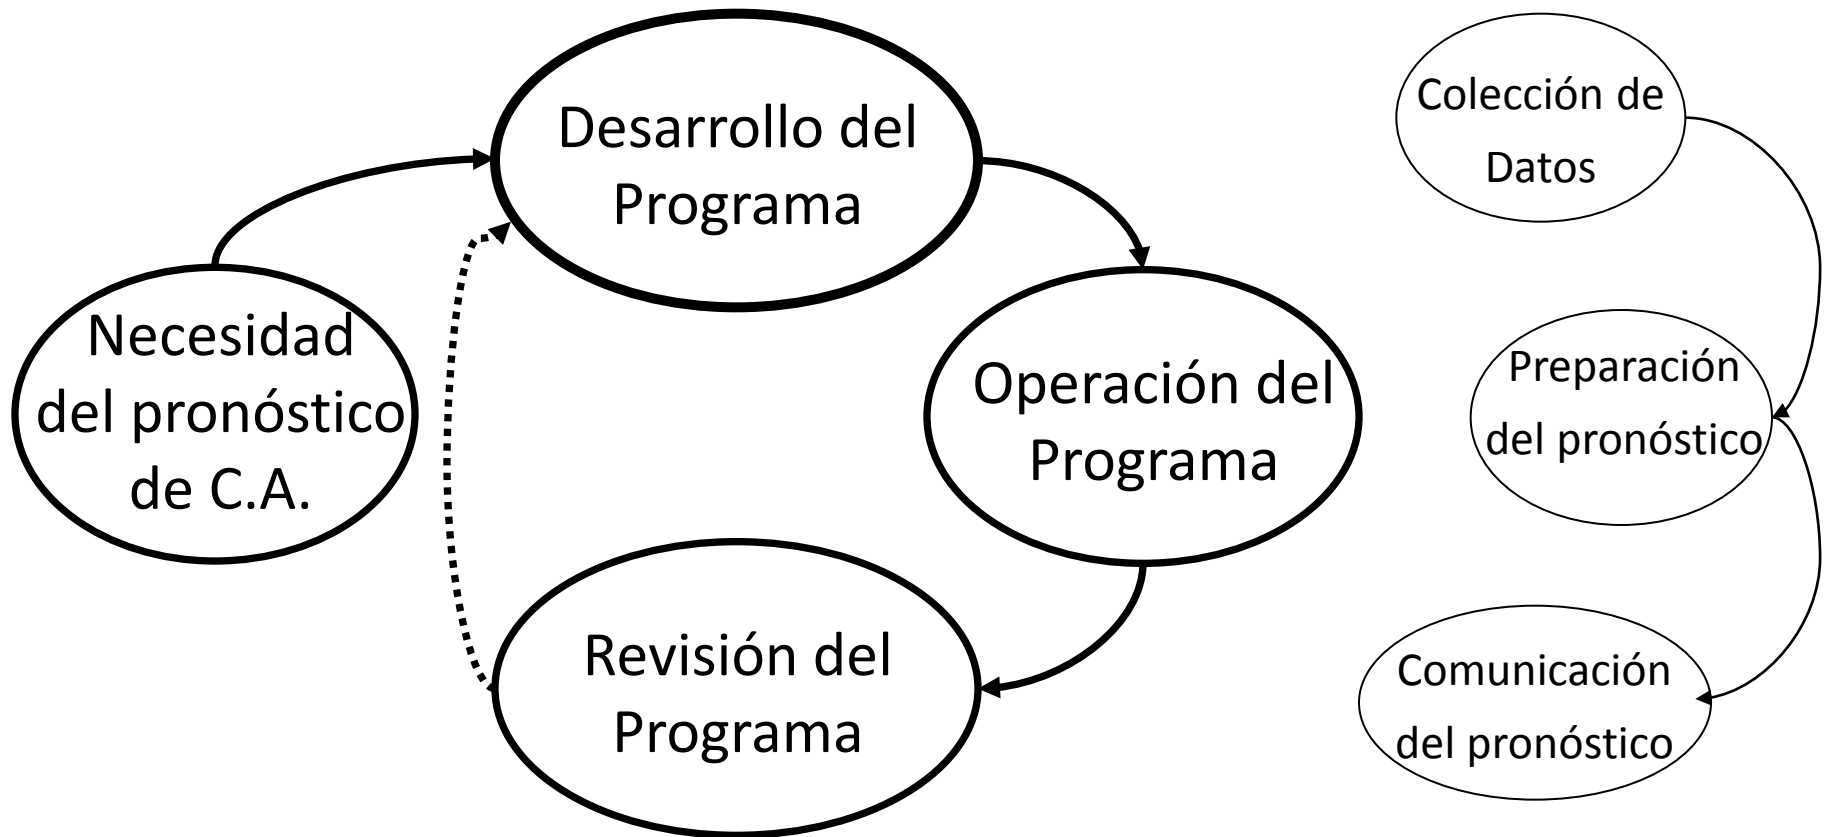 Desarrollo del
Programa
Necesidad
del pronóstico
de C.A.
Operación del
Programa
Revisión del
Programa
Colección de
Datos
Preparación
del pronóstico
Comunicación
del pronóstico